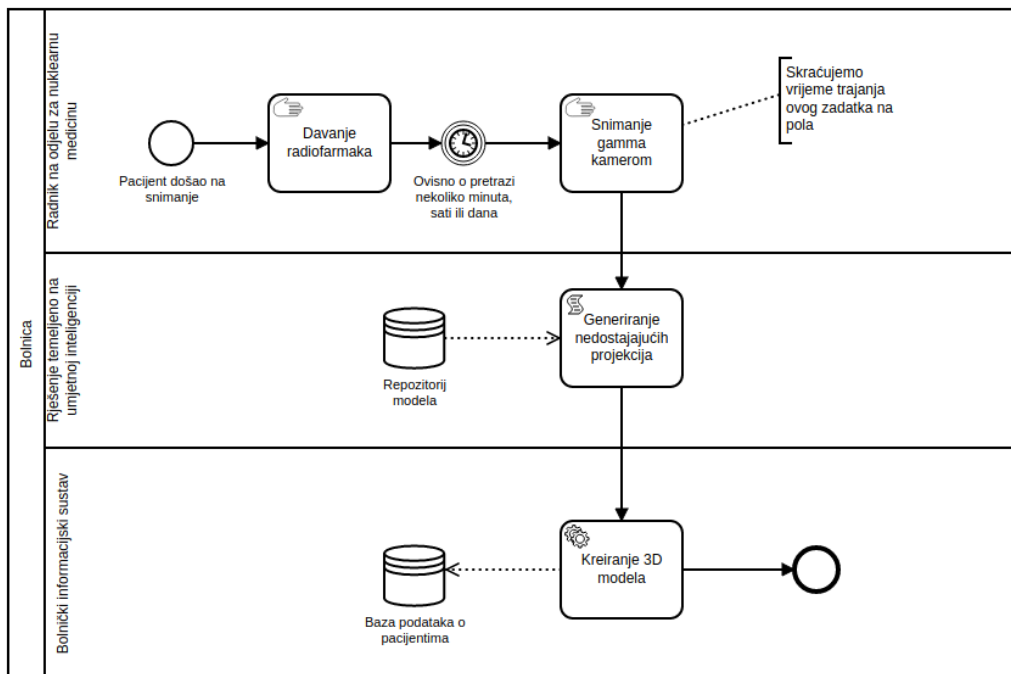 Bolnica
Radnik na odjelu za nuklearnu
medicinu
Pacijent došao na
snimanje
Davanje
radiofarmaka
Ovisno o pretrazi
nekoliko minuta,
sati ili dana
Snimanje
gamma
kamerom
Skraćujemo
vrijeme trajanja
ovog zadatka na
pola
Rješenje temeljeno na
umjetnoj inteligenciji
Repozitorij
modela
Generiranje
nedostajajućih
projekcija
Bolnički informacijski sustav
Baza podataka o
pacijentima
Kreiranje 3D
modela